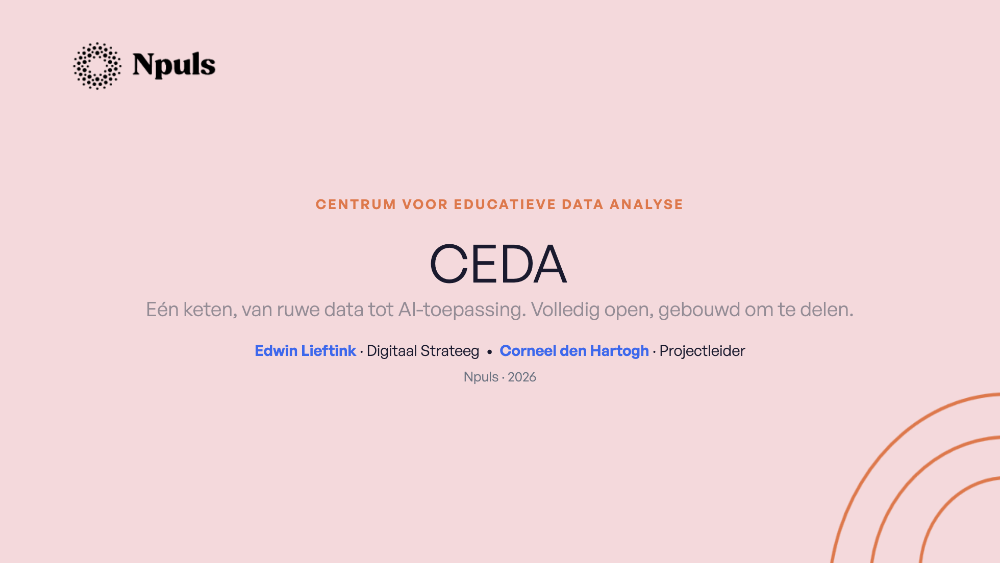 Npuls
CENTRUM VOOR EDUCATIEVE DATA ANALYSE
CEDA
Eén keten, van ruwe data tot AI-toepassing. Volledig open, gebouwd om te delen.
Edwin Lieftink · Digitaal Strateeg • Corneel den Hartogh · Projectleider
Npuls · 2026